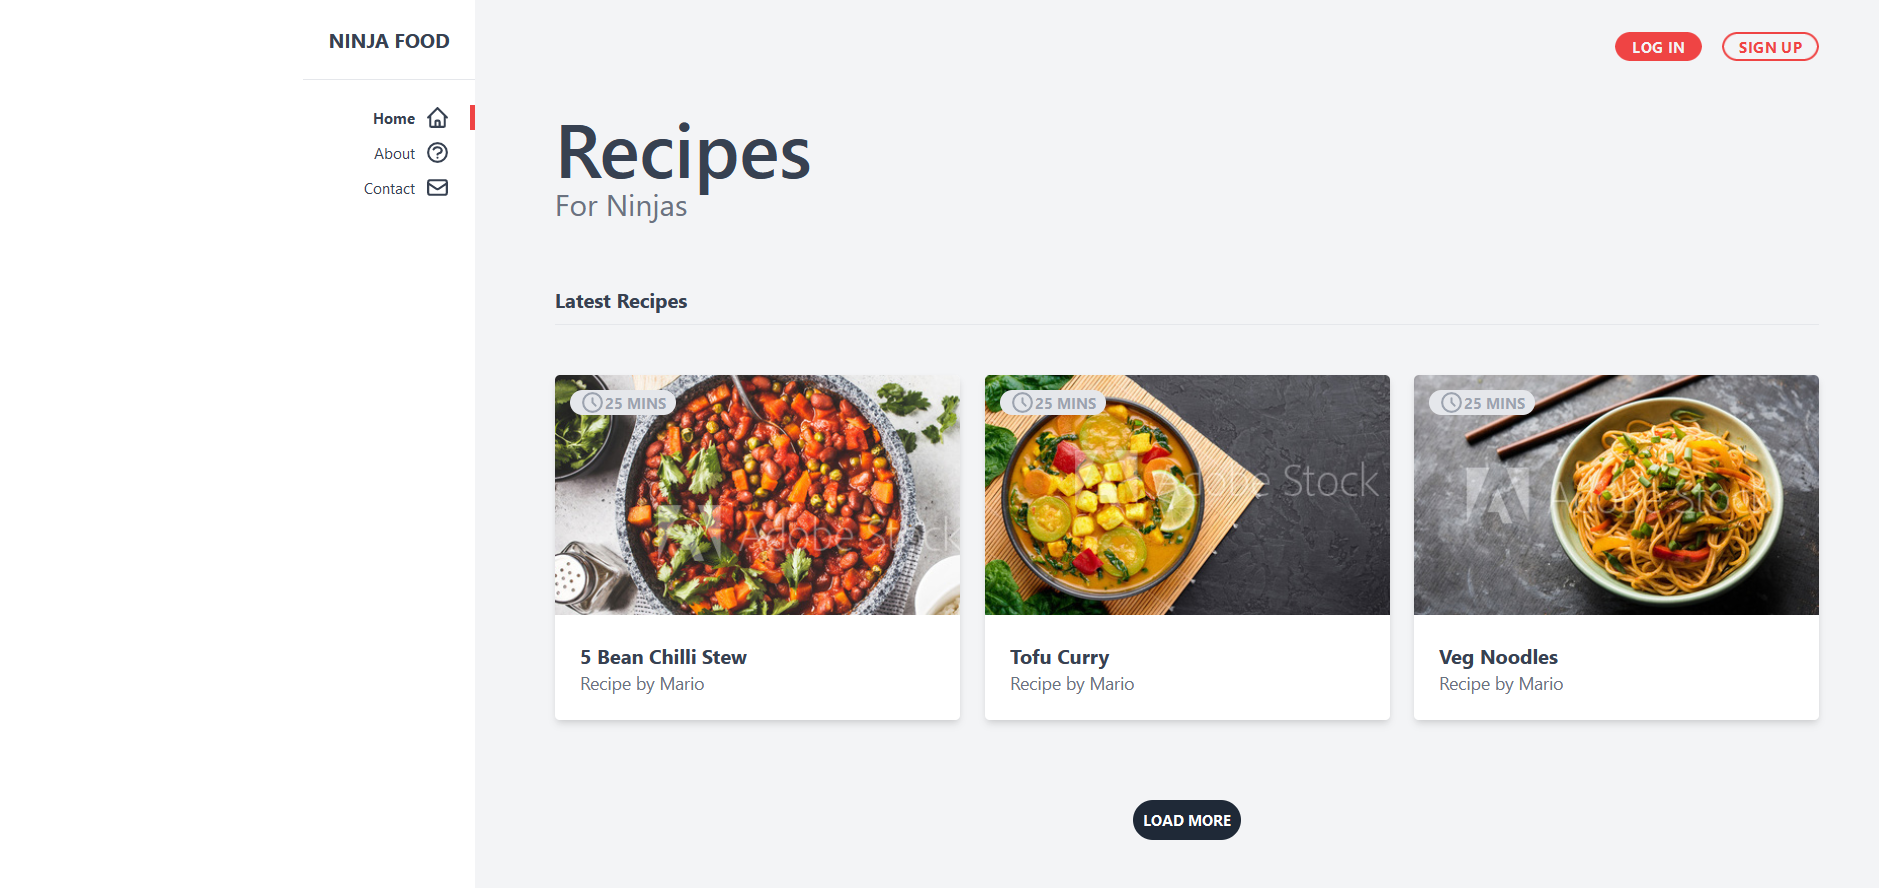 NINJA FOOD
Home
About
Contact
LOG IN
SIGN UP
Recipes
For Ninjas
Latest Recipes
25 MINS
Adobe Stock
5 Bean Chilli Stew
Recipe by Mario
25 MINS
Adobe Stock
Tofu Curry
Recipe by Mario
25 MINS
Adobe Stock
Veg Noodles
Recipe by Mario
LOAD MORE